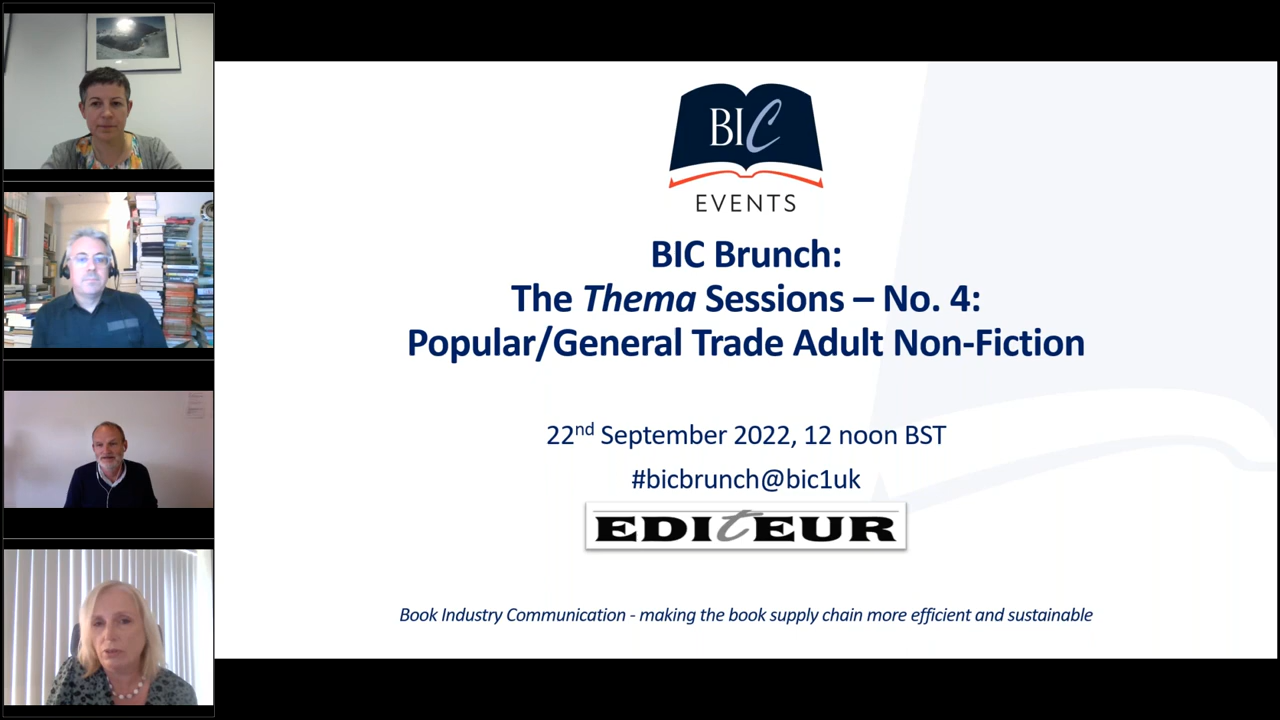 BIC
EVENTS
BIC Brunch:
The Thema Sessions – No. 4:
Popular/General Trade Adult Non-Fiction
22nd September 2022, 12 noon BST
#bicbrunch@bic1uk
EDItEUR
Book Industry Communication - making the book supply chain more efficient and sustainable